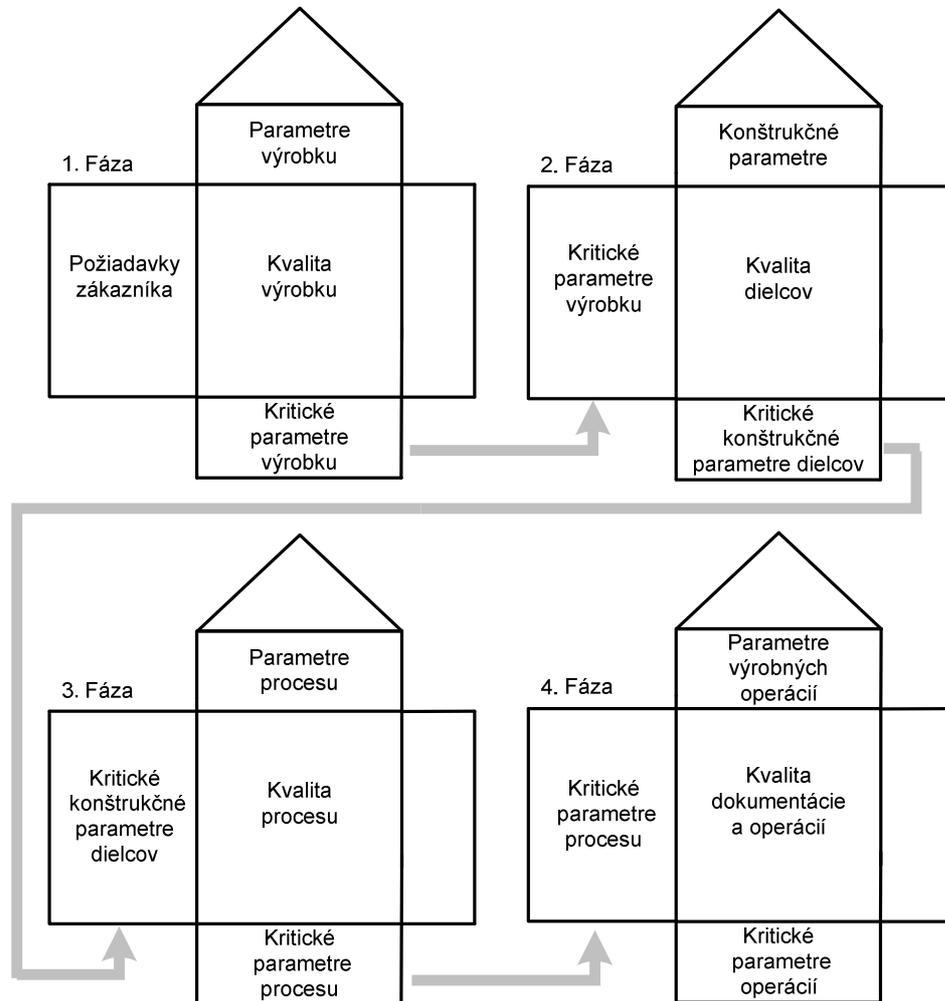 1. Fáza
Parametre
výrobku
Požiadavky
zákazníka
Kvalita
výrobku
Kritické
parametre
výrobku
2. Fáza
Konštrukčné
parametre
Kritické
parametre
výrobku
Kvalita
dielcov
Kritické
konštrukčné
parametre dielcov
3. Fáza
Parametre
procesu
Kritické
konštrukčné
parametre
dielcov
Kvalita
procesu
Kritické
parametre
procesu
4. Fáza
Parametre
výrobných
operácií
Kritické
parametre
procesu
Kvalita
dokumentácie
a operácií
Kritické
parametre
operácií